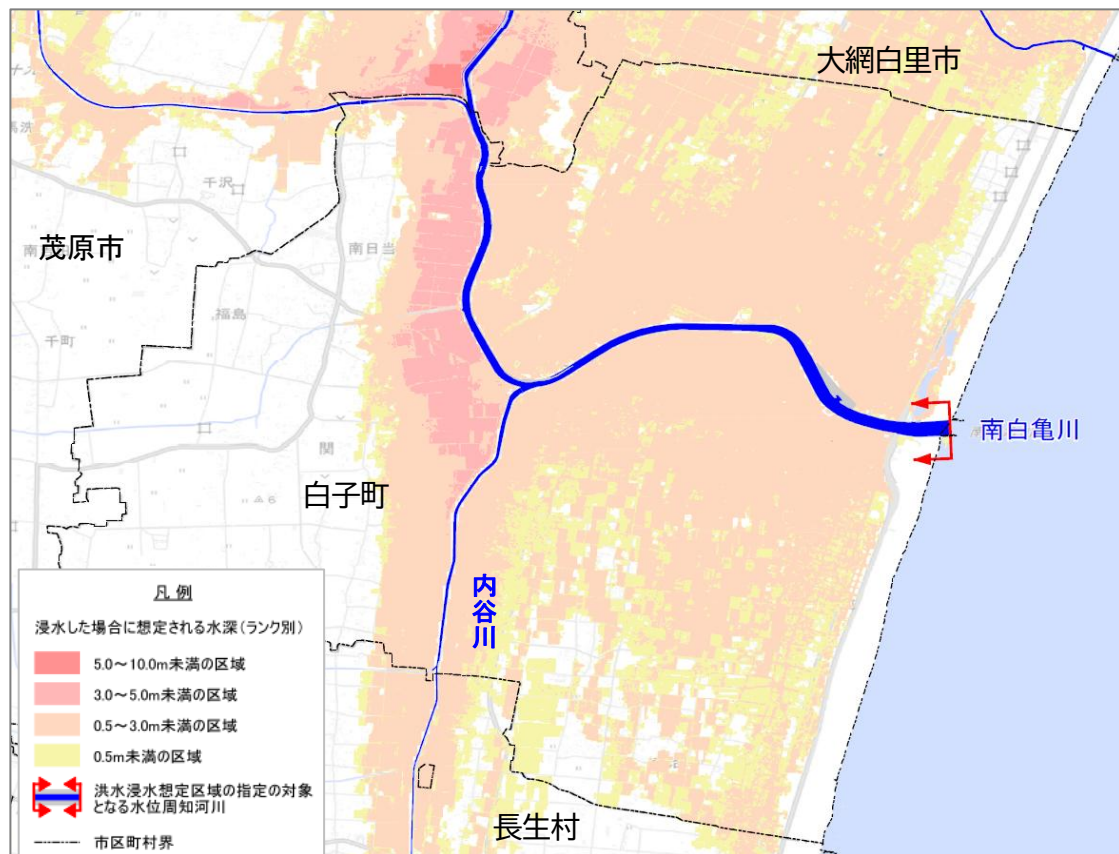 大網白里市
千沢
茂原市
南日当
福島
千町
南白亀川
関
白子町
内谷川
凡 例
浸水した場合に想定される水深(ランク別)
5.0～10.0m未満の区域
3.0～5.0m未満の区域
0.5～3.0m未満の区域
0.5m未満の区域
洪水浸水想定区域の指定の対象
となる水位周知河川
市区町村界
長生村